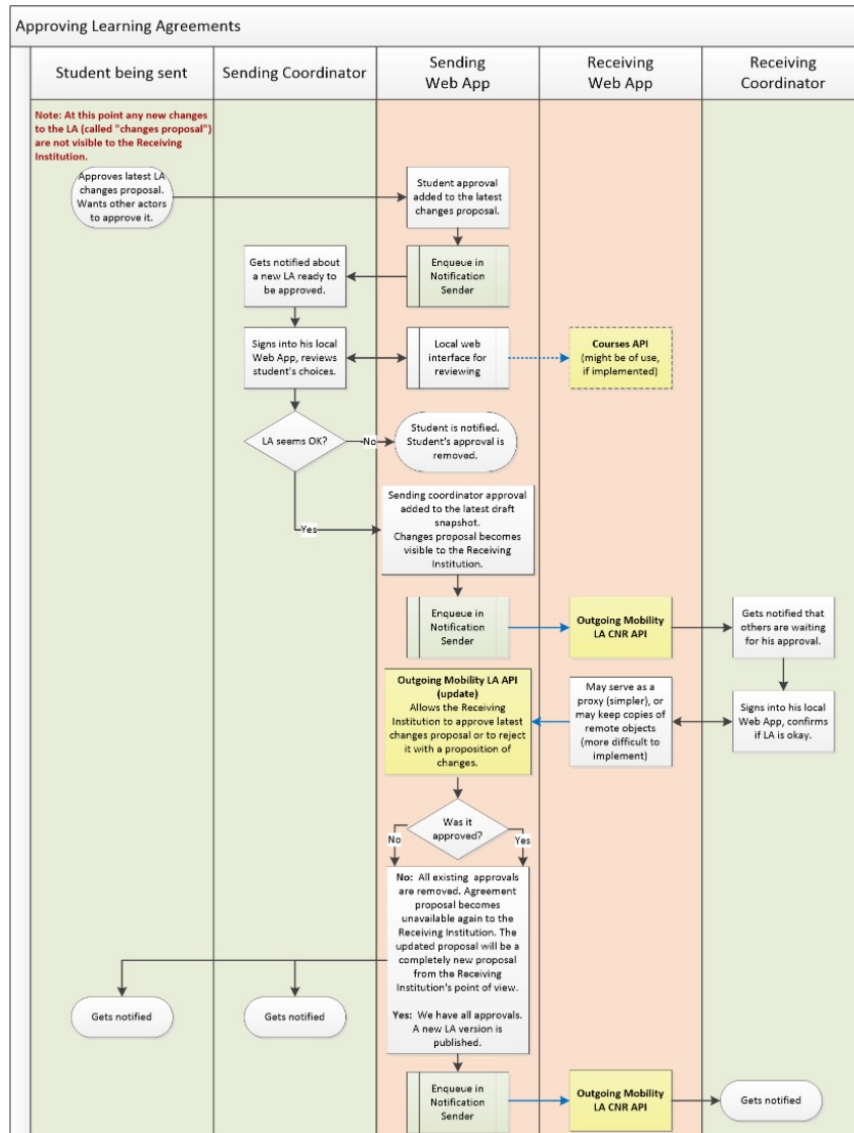 Approving Learning Agreements
Student being sent
Sending Coordinator
Sending
Web App
Receiving
Web App
Receiving
Coordinator
Note: At this point any new changes
to the LA (called "changes proposal")
are not visible to the Receiving
Institution.
Approves latest LA
changes proposal.
Wants other actors
to approve it.
Student approval
added to the latest
changes proposal.
Gets notified about
a new LA ready to
be approved.
Enqueue in
Notification
Sender
Signs into his local
Web App, reviews
student's choices.
Local web
interface for
reviewing
Courses API
(might be of use,
if implemented)
LA seems OK?
No
Student is notified.
Student's approval is
removed.
Yes
Sending coordinator approval
added to the latest draft
snapshot.
Changes proposal becomes
visible to the Receiving
Institution.
Enqueue in
Notification
Sender
Outgoing Mobility
LA CNR API
Gets notified that
others are waiting
for his approval.
Outgoing Mobility LA API
(update)
Allows the Receiving
Institution to approve latest
changes proposal or to reject
it with a proposition of
changes.
May serve as a
proxy (simpler), or
may keep copies of
remote objects
(more difficult to
implement)
Signs into his local
Web App, confirms
if LA is okay.
Was it
approved?
No
Yes
No: All existing approvals
are removed. Agreement
proposal becomes
unavailable again to the
Receiving Institution. The
updated proposal will be a
completely new proposal
from the Receiving
Institution's point of view.
Yes: We have all approvals.
A new LA version is
published.
Gets notified
Gets notified
Enqueue in
Notification
Sender
Outgoing Mobility
LA CNR API
Gets notified